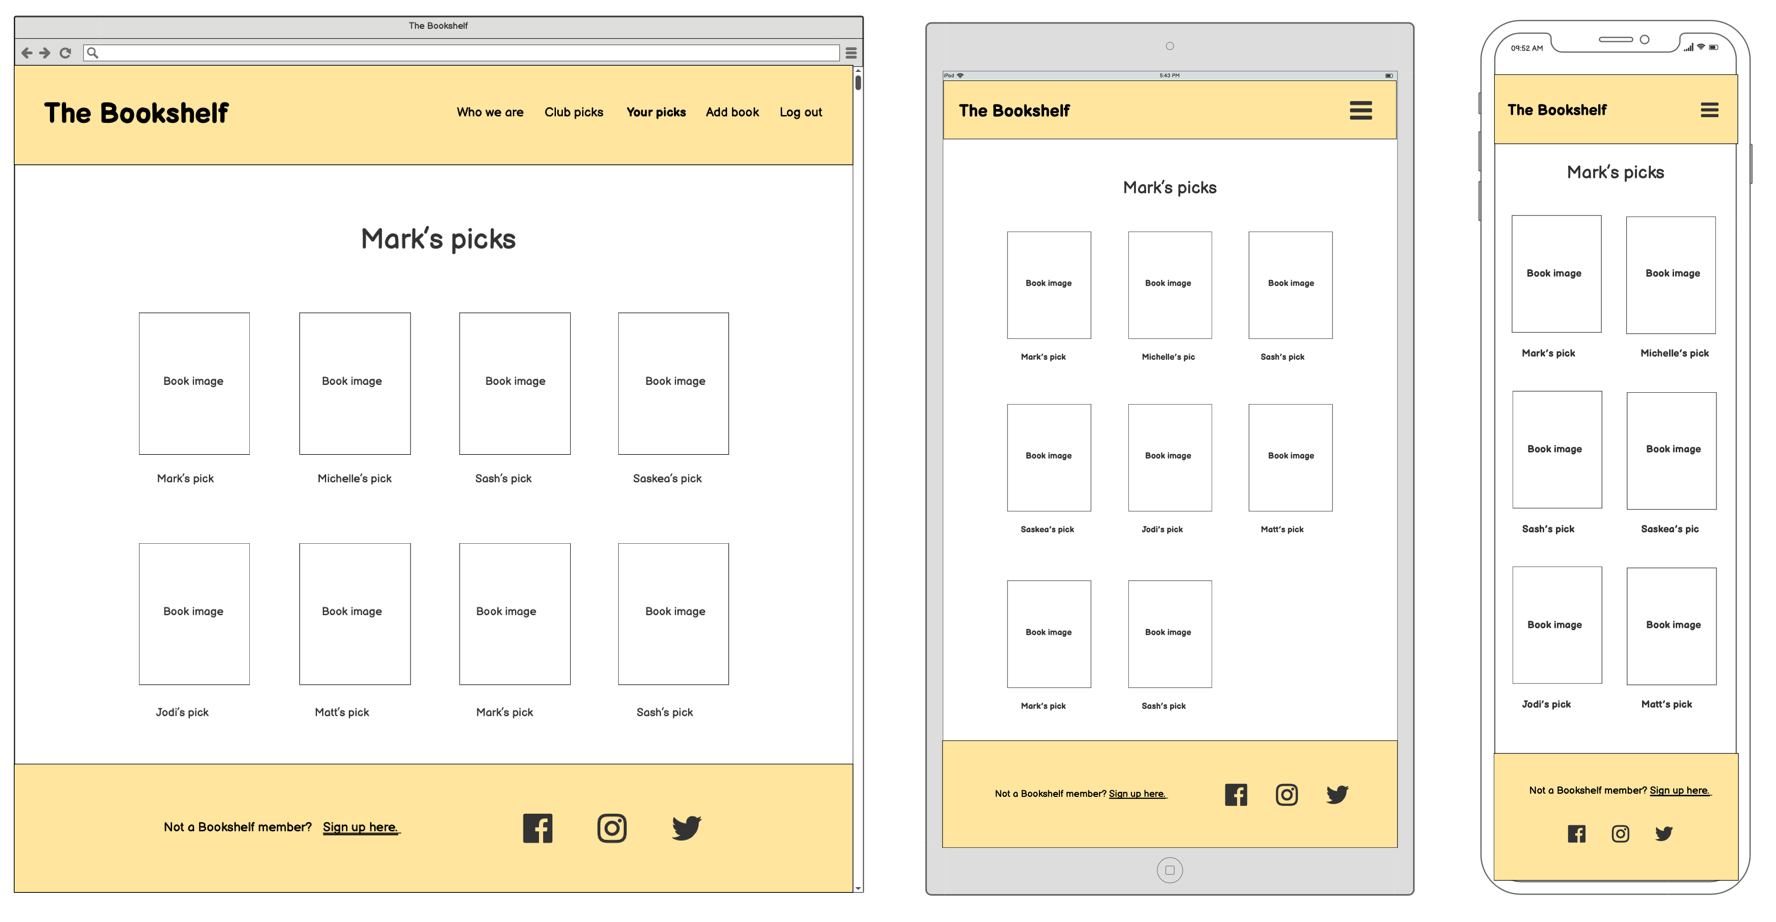 The Bookshelf
The Bookshelf
Who we are Club picks Your picks Add book Log out
Mark's picks
Book image Book image Book image Book image
Mark's pick Michelle's pick Sash's pick Saskea's pick
Book image Book image Book image Book image
Jodi's pick Matt's pick Mark's pick Sash's pick
Not a Bookshelf member? Sign up here.
iPad 5:43 PM
The Bookshelf
Mark's picks
Book image Book image Book image
Mark's pick Michelle's pic Sash's pick
Book image Book image Book image
Saskea's pick Jodi's pick Matt's pick
Book image Book image
Mark's pick Sash's pick
Not a Bookshelf member? Sign up here.
09:52 AM
The Bookshelf
Mark's picks
Book image Book image
Mark's pick Michelle's pick
Book image Book image
Sash's pick Saskea's pic
Book image Book image
Jodi's pick Matt's pick
Not a Bookshelf member? Sign up here.